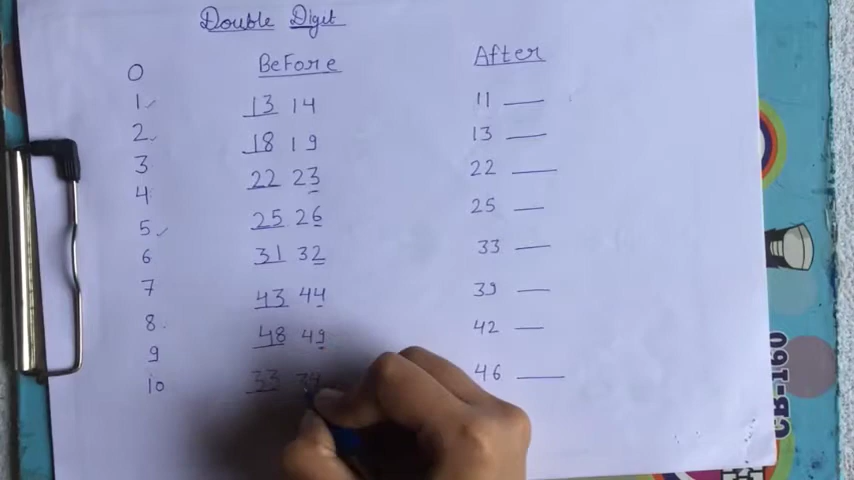 Double Digit
0 Before After
1 13 14 11
2 18 19 13
3 22 23 22
4 25 26 25
5 31 32 33
6 43 44 39
7 48 49 42
8 33 34 46
9
10
CR-160